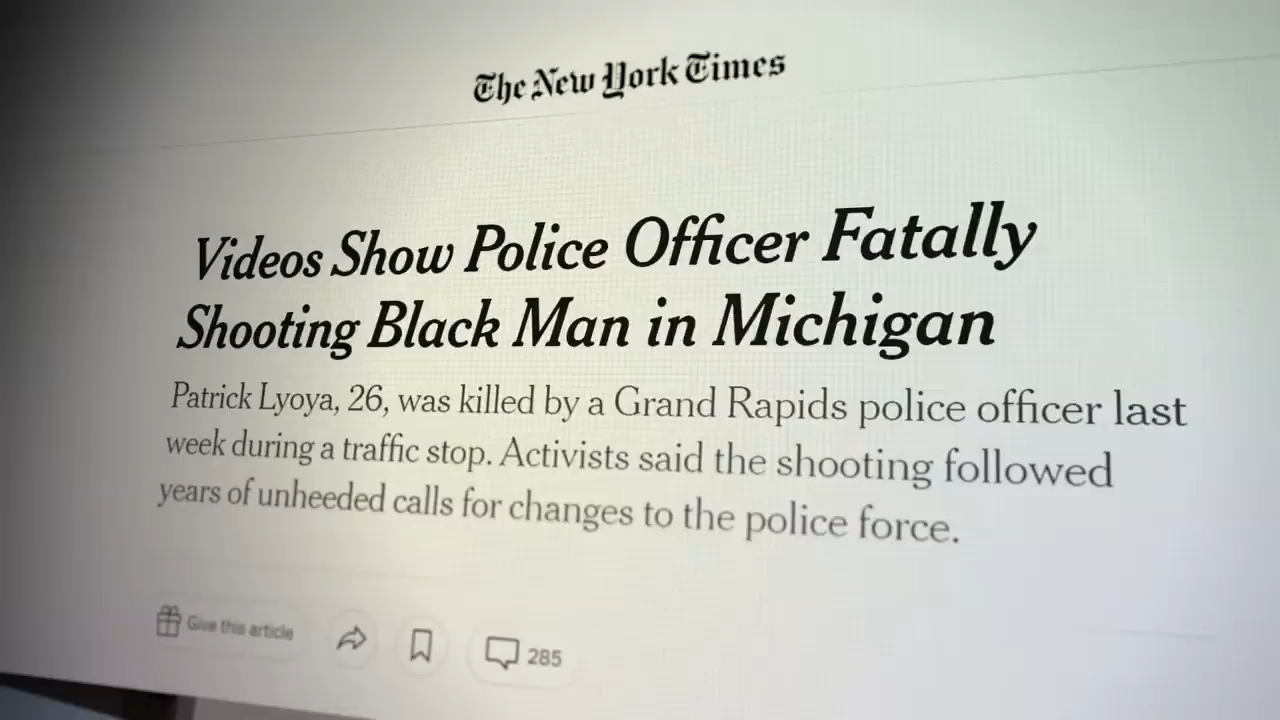 The New York Times
Videos Show Police Officer Fatally
Shooting Black Man in Michigan
Patrick Lyoya, 26, was killed by a Grand Rapids police officer last
week during a traffic stop. Activists said the shooting followed
years of unheeded calls for changes to the police force.
Give this article
285